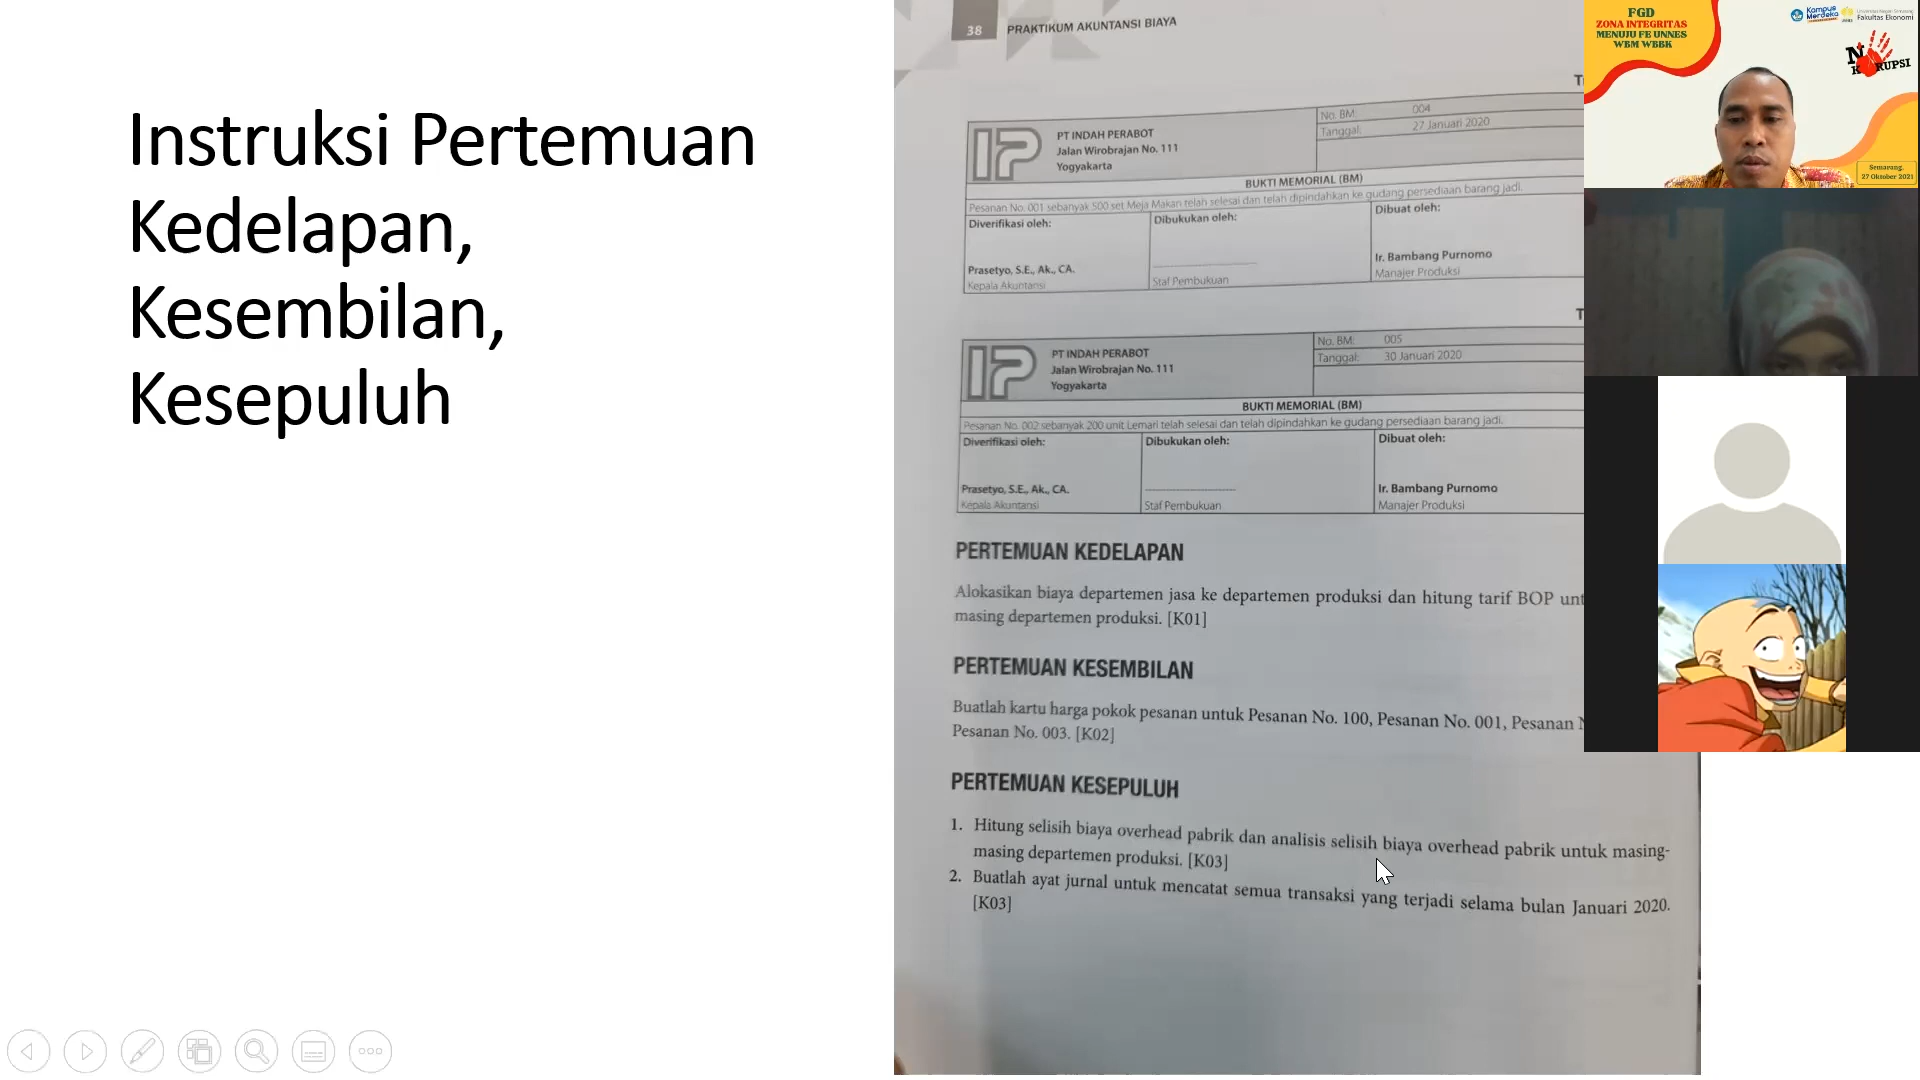 Instruksi Pertemuan
Kedelapan,
Kesembilan,
Kesepuluh
38 PRAKTIKUM AKUNTANSI BIAYA
IP
PT INDAH PERABOT
Jalan Wirobrajan No. 111
Yogyakarta
No. BM: 004
Tanggal: 27 Januari 2020
BUKTI MEMORIAL (BM)
Pesanan No. 001 sebanyak 500 set Meja Makan telah selesai dan telah dipindahkan ke gudang persediaan barang jadi.
Diverifikasi oleh: Dibukukan oleh: Dibuat oleh:
Prasetyo, S.E., Ak., CA. Ir. Bambang Purnomo
Kepala Akuntansi Staf Pembukuan Manajer Produksi
IP
PT INDAH PERABOT
Jalan Wirobrajan No. 111
Yogyakarta
No. BM: 005
Tanggal: 30 Januari 2020
BUKTI MEMORIAL (BM)
Pesanan No. 002 sebanyak 200 unit Lemari telah selesai dan telah dipindahkan ke gudang persediaan barang jadi.
Diverifikasi oleh: Dibukukan oleh: Dibuat oleh:
Prasetyo, S.E., Ak., CA. Ir. Bambang Purnomo
Kepala Akuntansi Staf Pembukuan Manajer Produksi
PERTEMUAN KEDELAPAN
Alokasikan biaya departemen jasa ke departemen produksi dan hitung tarif BOP unt
masing departemen produksi. [K01]
PERTEMUAN KESEMBILAN
Buatlah kartu harga pokok pesanan untuk Pesanan No. 100, Pesanan No. 001, Pesanan
Pesanan No. 003. [K02]
PERTEMUAN KESEPULUH
1. Hitung selisih biaya overhead pabrik dan analisis selisih biaya overhead pabrik untuk masing-
masing departemen produksi. [K03]
2. Buatlah ayat jurnal untuk mencatat semua transaksi yang terjadi selama bulan Januari 2020.
[K03]
FGD
ZONA INTEGRITAS
MENUJU FE UNNES
WBM WBBK
Kampus
Merdeka
Fakultas Ekonomi
NO
KORUPSI
Semarang,
27 Oktober 2021